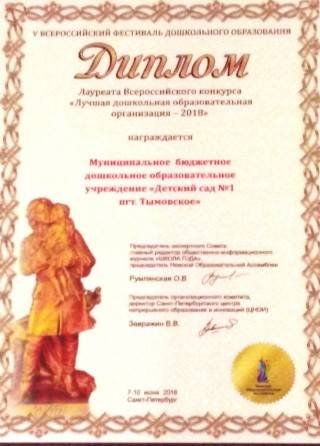 V ВСЕРОССИЙСКИЙ ФЕСТИВАЛЬ ДОШКОЛЬНОГО ОБРАЗОВАНИЯ
Диплом
Лауреата Всероссийского конкурса
«Лучшая дошкольная образовательная
организация – 2018»
награждается
Муниципальное бюджетное
дошкольное образовательное
учреждение «Детский сад №1
пгт. Тымовское»
Председатель экспертного Совета,
главный редактор общественно-информационного
журнала «ШКОЛА ГОДА»,
председатель Невской Образовательной Ассамблеи
Румлянская О.В.
Председатель организационного комитета,
директор Санкт-Петербургского центра
непрерывного образования и инноваций (ЦНОИ)
Завражин В.В.
7-10 июня 2018
Санкт-Петербург